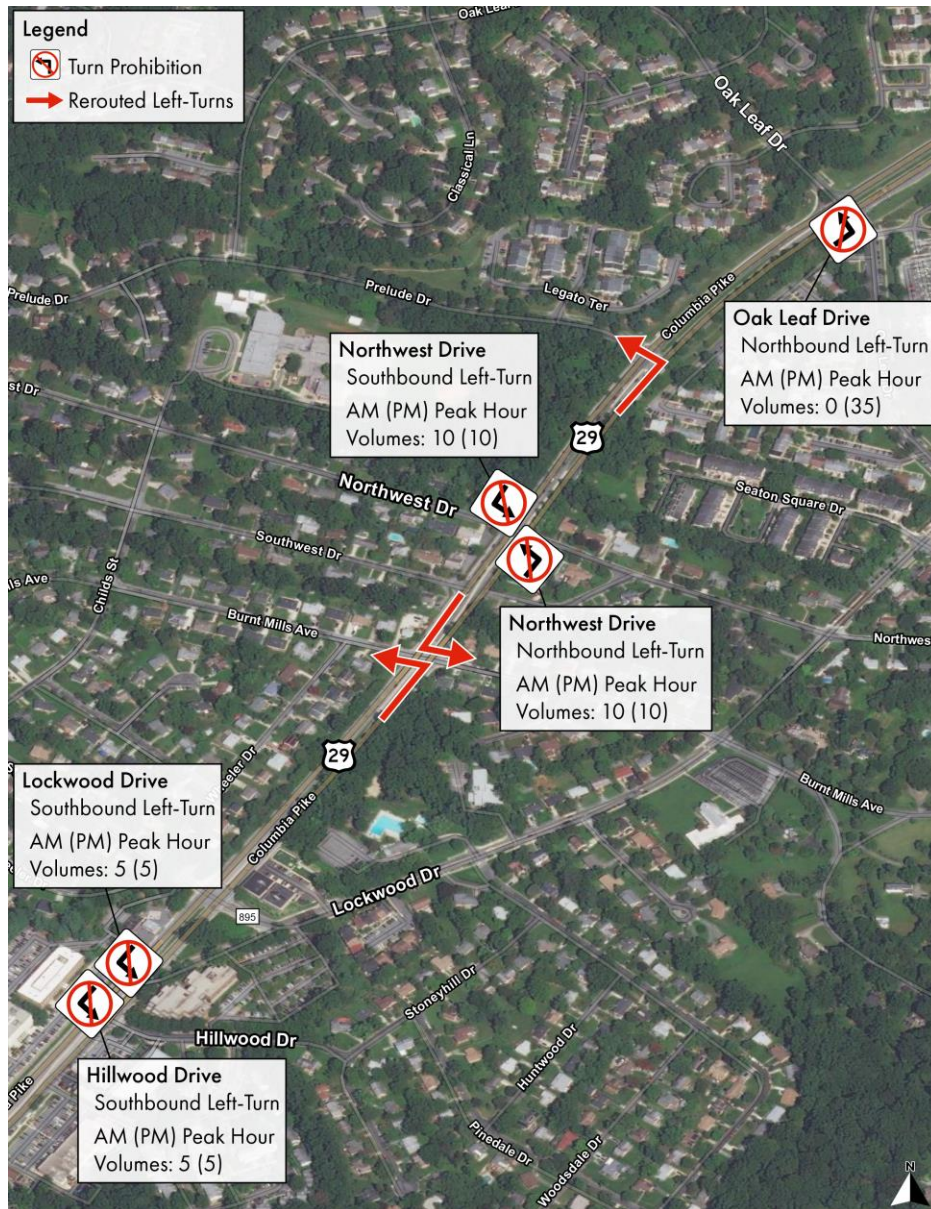 Legend
Turn Prohibition
Rerouted Left-Turns
Oak Leaf
Oak Leaf Dr
Classical Ln
Prelude Dr
Prelude Dr
Legato Ter
Columbia Pike
Oak Leaf Drive
Northbound Left-Turn
AM (PM) Peak Hour
Volumes: 0 (35)
Northwest Drive
Southbound Left-Turn
AM (PM) Peak Hour
Volumes: 10 (10)
29
st Dr
Northwest Dr
Seaton Square Dr
Southwest Dr
Childs St
lls Ave
Burnt Mills Ave
Northwes
Northwest Drive
Northbound Left-Turn
AM (PM) Peak Hour
Volumes: 10 (10)
29
heeler Dr
Columbia Pike
Burnt Mills Ave
Lockwood Drive
Southbound Left-Turn
AM (PM) Peak Hour
Volumes: 5 (5)
Lockwood Dr
895
Stoneyhill Dr
Hillwood Dr
Huntwood Dr
Pike
Hillwood Drive
Southbound Left-Turn
AM (PM) Peak Hour
Volumes: 5 (5)
Pinedale Dr
Woodsdale Dr
N